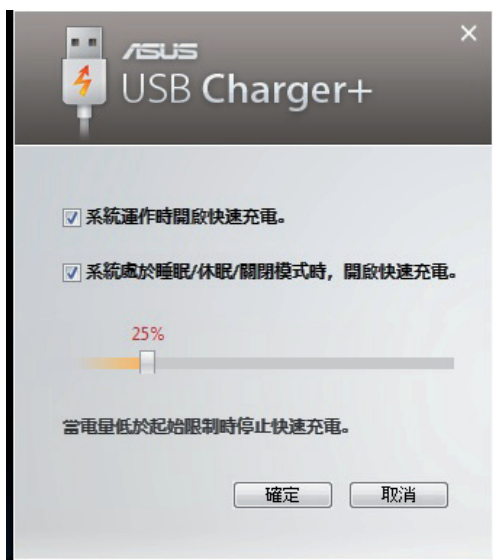 ASUS
USB Charger+
系統運作時開啟快速充電。
系統處於睡眠/休眠/關閉模式時，開啟快速充電。
25%
當電量低於起始限制時停止快速充電。
確定 取消